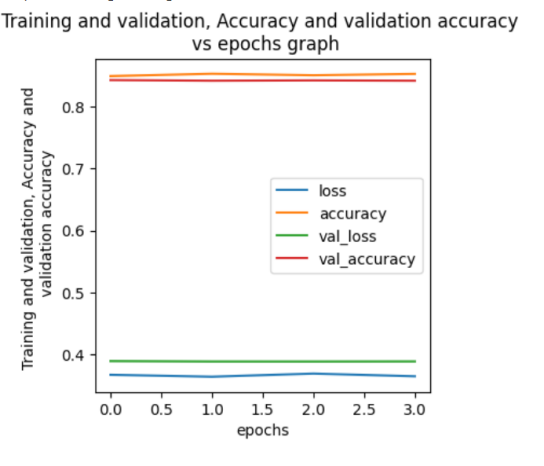 Training and validation, Accuracy and validation accuracy
vs epochs graph
Training and validation, Accuracy and
validation accuracy
0.8
0.7
0.6
0.5
0.4
loss
accuracy
val_loss
val_accuracy
0.0 0.5 1.0 1.5 2.0 2.5 3.0
epochs